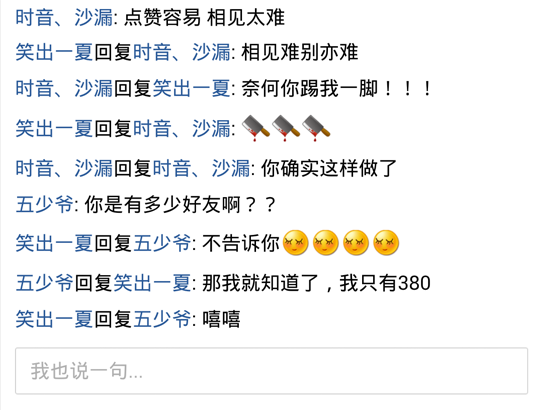 时音、沙漏: 点赞容易 相见太难
笑出一夏回复时音、沙漏: 相见难别亦难
时音、沙漏回复笑出一夏: 奈何你踢我一脚！！！
笑出一夏回复时音、沙漏:
时音、沙漏回复时音、沙漏: 你确实这样做了
五少爷: 你是有多少好友啊？？
笑出一夏回复五少爷: 不告诉你
五少爷回复笑出一夏: 那我就知道了，我只有380
笑出一夏回复五少爷: 嘻嘻
我也说一句...